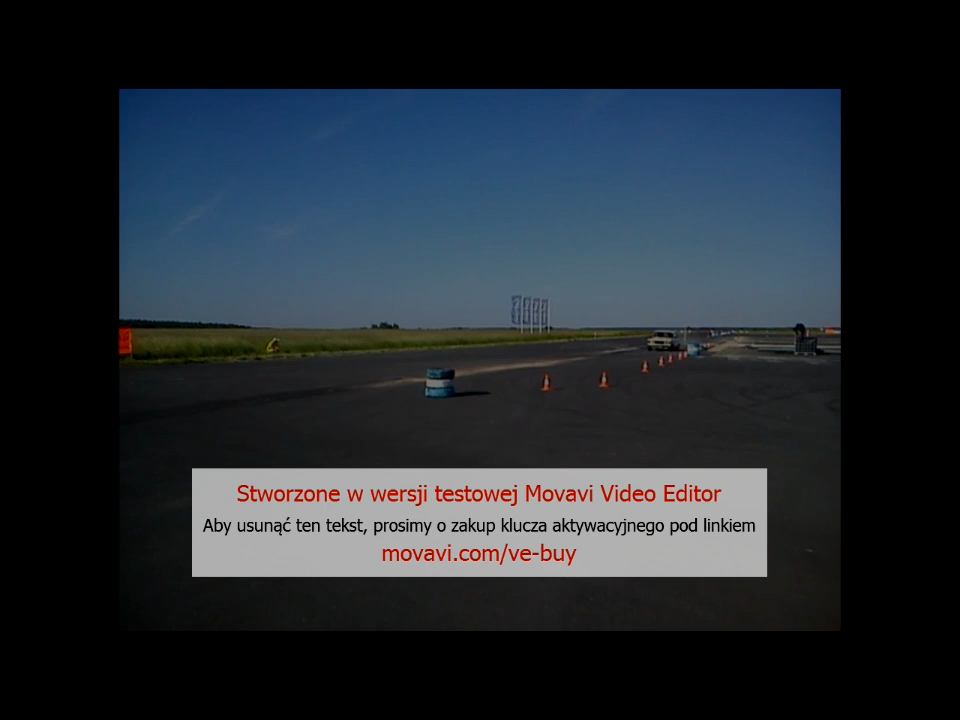 Stworzone w wersji testowej Movavi Video Editor
Aby usunąć ten tekst, prosimy o zakup klucza aktywacyjnego pod linkiem
movavi.com/ve-buy